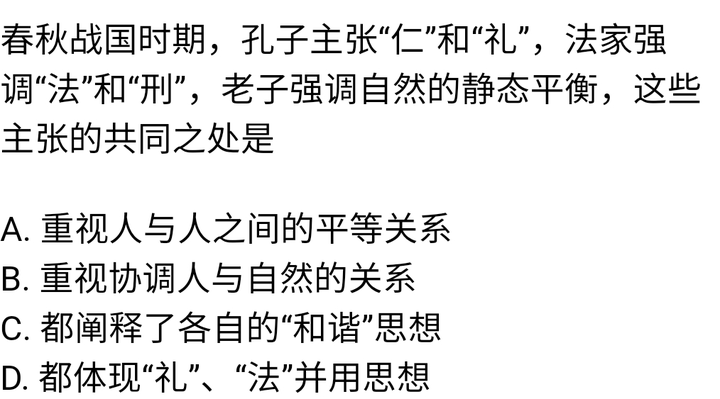 春秋战国时期，孔子主张“仁”和“礼”，法家强
调“法”和“刑”，老子强调自然的静态平衡，这些
主张的共同之处是
A. 重视人与人之间的平等关系
B. 重视协调人与自然的关系
C. 都阐释了各自的“和谐”思想
D. 都体现“礼”、“法”并用思想